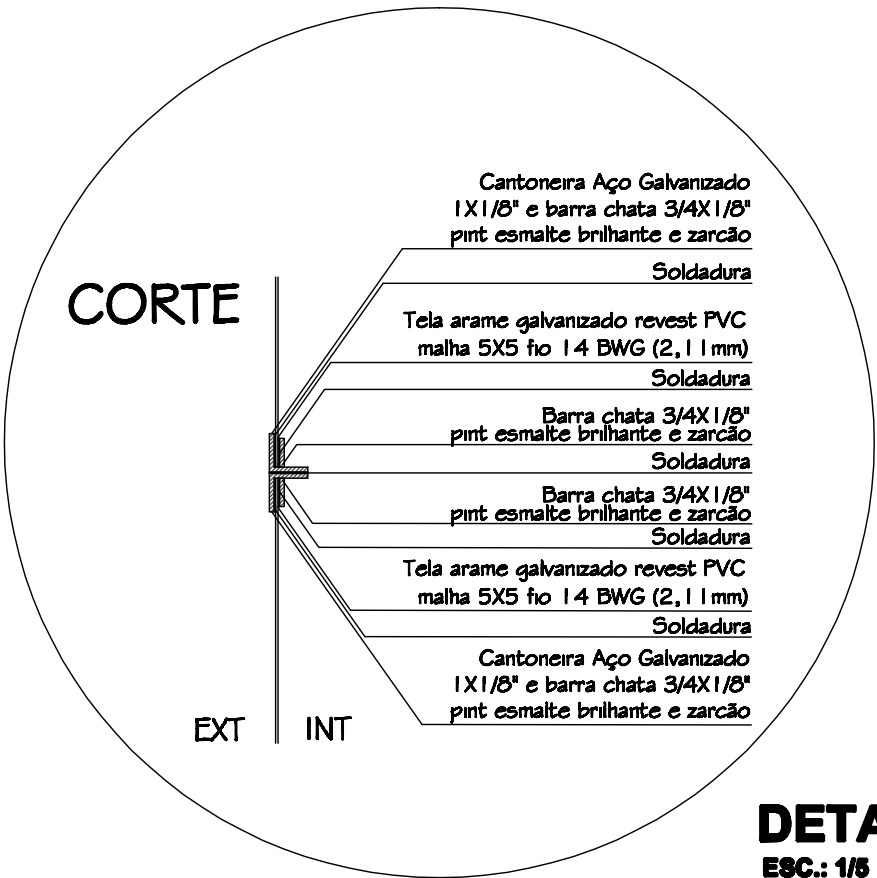 CORTE
Cantoneira Aço Galvanizado
1X1/8" e barra chata 3/4X1/8"
pint esmalte brilhante e zarcão
Soldadura
Tela arame galvanizado revest PVC
malha 5X5 fio 14 BWG (2,11mm)
Soldadura
Barra chata 3/4X1/8"
pint esmalte brilhante e zarcão
Soldadura
Barra chata 3/4X1/8"
pint esmalte brilhante e zarcão
Soldadura
Tela arame galvanizado revest PVC
malha 5X5 fio 14 BWG (2,11mm)
Soldadura
Cantoneira Aço Galvanizado
1X1/8" e barra chata 3/4X1/8"
pint esmalte brilhante e zarcão
EXT INT
DETA
ESC.: 1/5